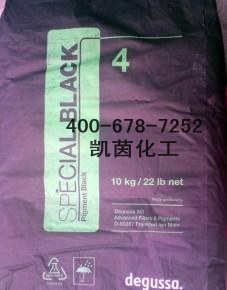 SPECIAL BLACK
Pigment Black
4
400-678-7252
凯茵化工
10 kg / 22 lb net
Degussa AG
Advanced Fillers & Pigments
D-60287 Frankfurt am Main
degussa.